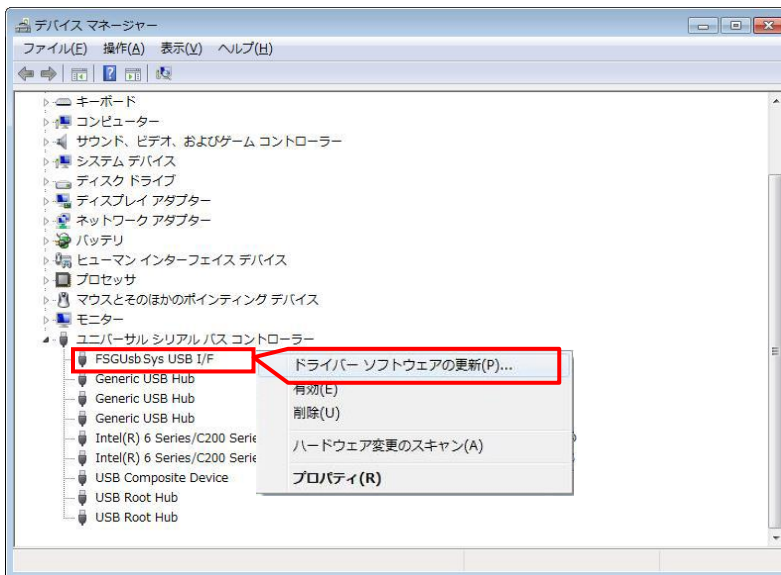 デバイス マネージャー
ファイル(F) 操作(A) 表示(V) ヘルプ(H)
キーボード
コンピューター
サウンド、ビデオ、およびゲーム コントローラー
システム デバイス
ディスク ドライブ
ディスプレイ アダプター
ネットワーク アダプター
バッテリ
ヒューマン インターフェイス デバイス
プロセッサ
マウスとそのほかのポインティング デバイス
モニター
ユニバーサル シリアル バス コントローラー
FSGUsbSys USB I/F
Generic USB Hub
Generic USB Hub
Generic USB Hub
Intel(R) 6 Series/C200 Serie
Intel(R) 6 Series/C200 Serie
USB Composite Device
USB Root Hub
USB Root Hub
ドライバー ソフトウェアの更新(P)...
有効(E)
削除(U)
ハードウェア変更のスキャン(A)
プロパティ(R)